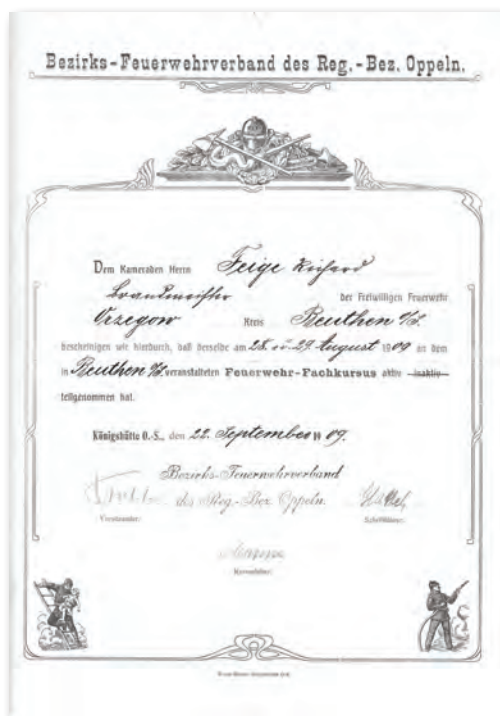 Bezirks-Feuerwehrverband des Reg.-Bez. Oppeln.
Dem Kameraden Herrn Feige Richard
Brandmeister der Freiwilligen Feuerwehr
Orzegow Kreis Beuthen O/S.
bescheinigen wir hierdurch, daß derselbe am 28. u. 29. August 1909 an dem
in Beuthen O/S. veranstalteten Feuerwehr-Fachkursus aktiv inaktiv
teilgenommen hat.
Königshütte O.-S., den 22. September 1909.
Bezirks-Feuerwehrverband
des Reg.-Bez. Oppeln.
Vorsitzender: Schriftführer:
Kassenführer: